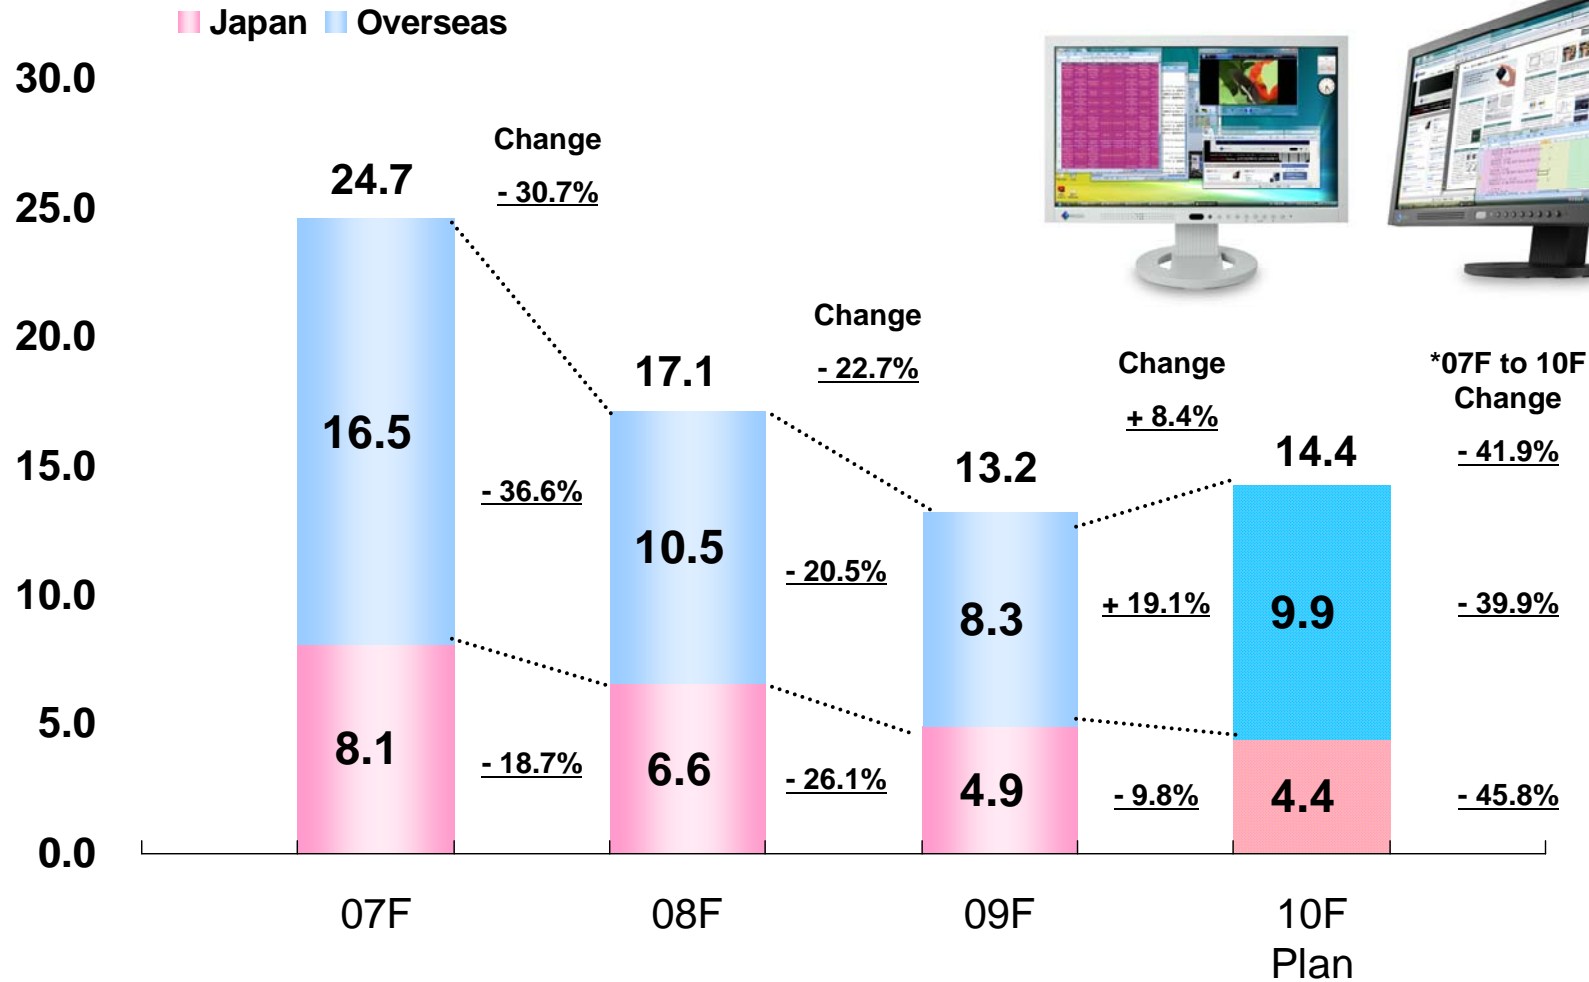 Japan Overseas
30.0
25.0
20.0
15.0
10.0
5.0
0.0
24.7
16.5
8.1
Change
- 30.7%
- 36.6%
- 18.7%
17.1
10.5
6.6
Change
- 22.7%
- 20.5%
- 26.1%
13.2
8.3
4.9
Change
+ 8.4%
+ 19.1%
- 9.8%
14.4
9.9
4.4
*07F to 10F
Change
- 41.9%
- 39.9%
- 45.8%
07F
08F
09F
10F
Plan